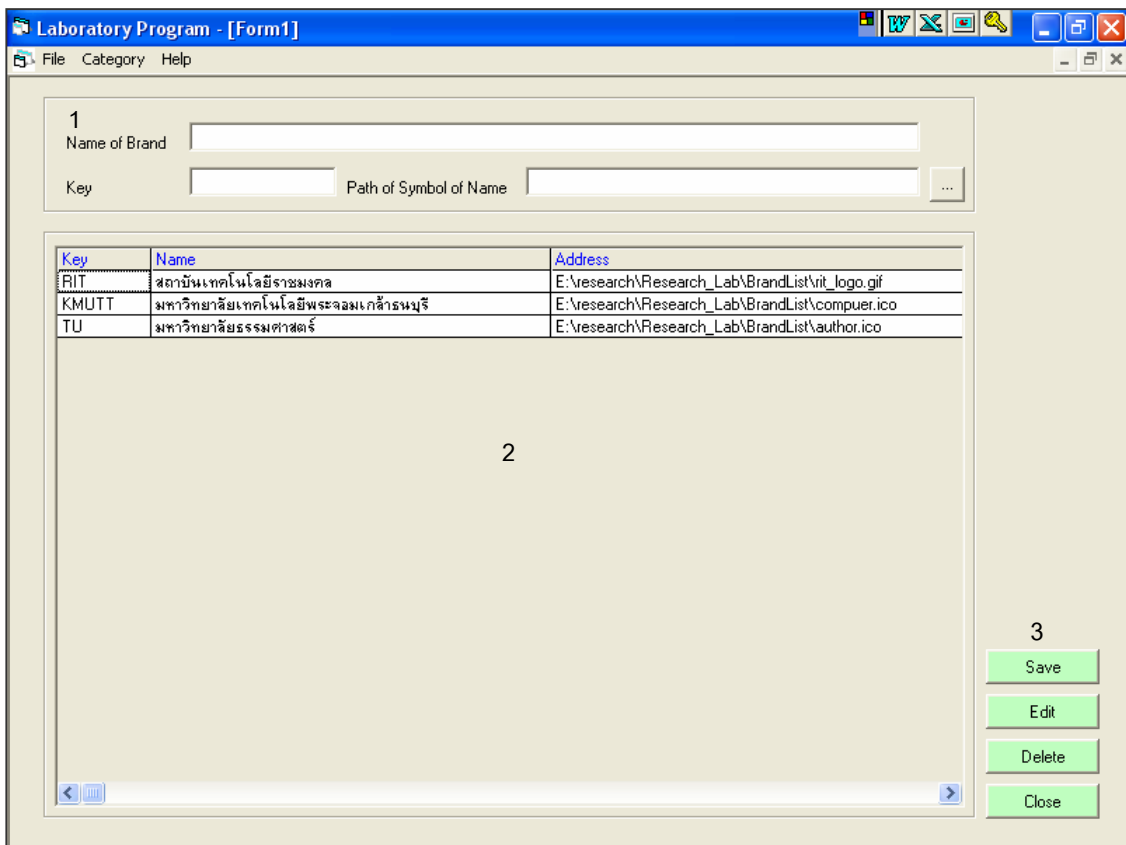 Laboratory Program - [Form1]
File Category Help
1
Name of Brand
Key Path of Symbol of Name ...
Key Name Address
RIT สถาบันเทคโนโลยีราชมงคล E:\research\Research_Lab\BrandList\rit_logo.gif
KMUTT มหาวิทยาลัยเทคโนโลยีพระจอมเกล้าธนบุรี E:\research\Research_Lab\BrandList\compuer.ico
TU มหาวิทยาลัยธรรมศาสตร์ E:\research\Research_Lab\BrandList\author.ico
2
3
Save
Edit
Delete
Close